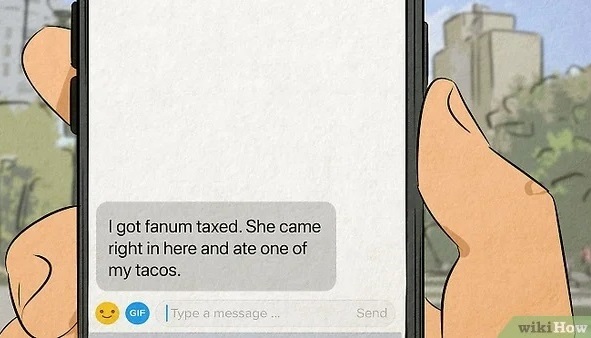 I got fanum taxed. She came
right in here and ate one of
my tacos.
GIF
Type a message ...
Send
wikiHow